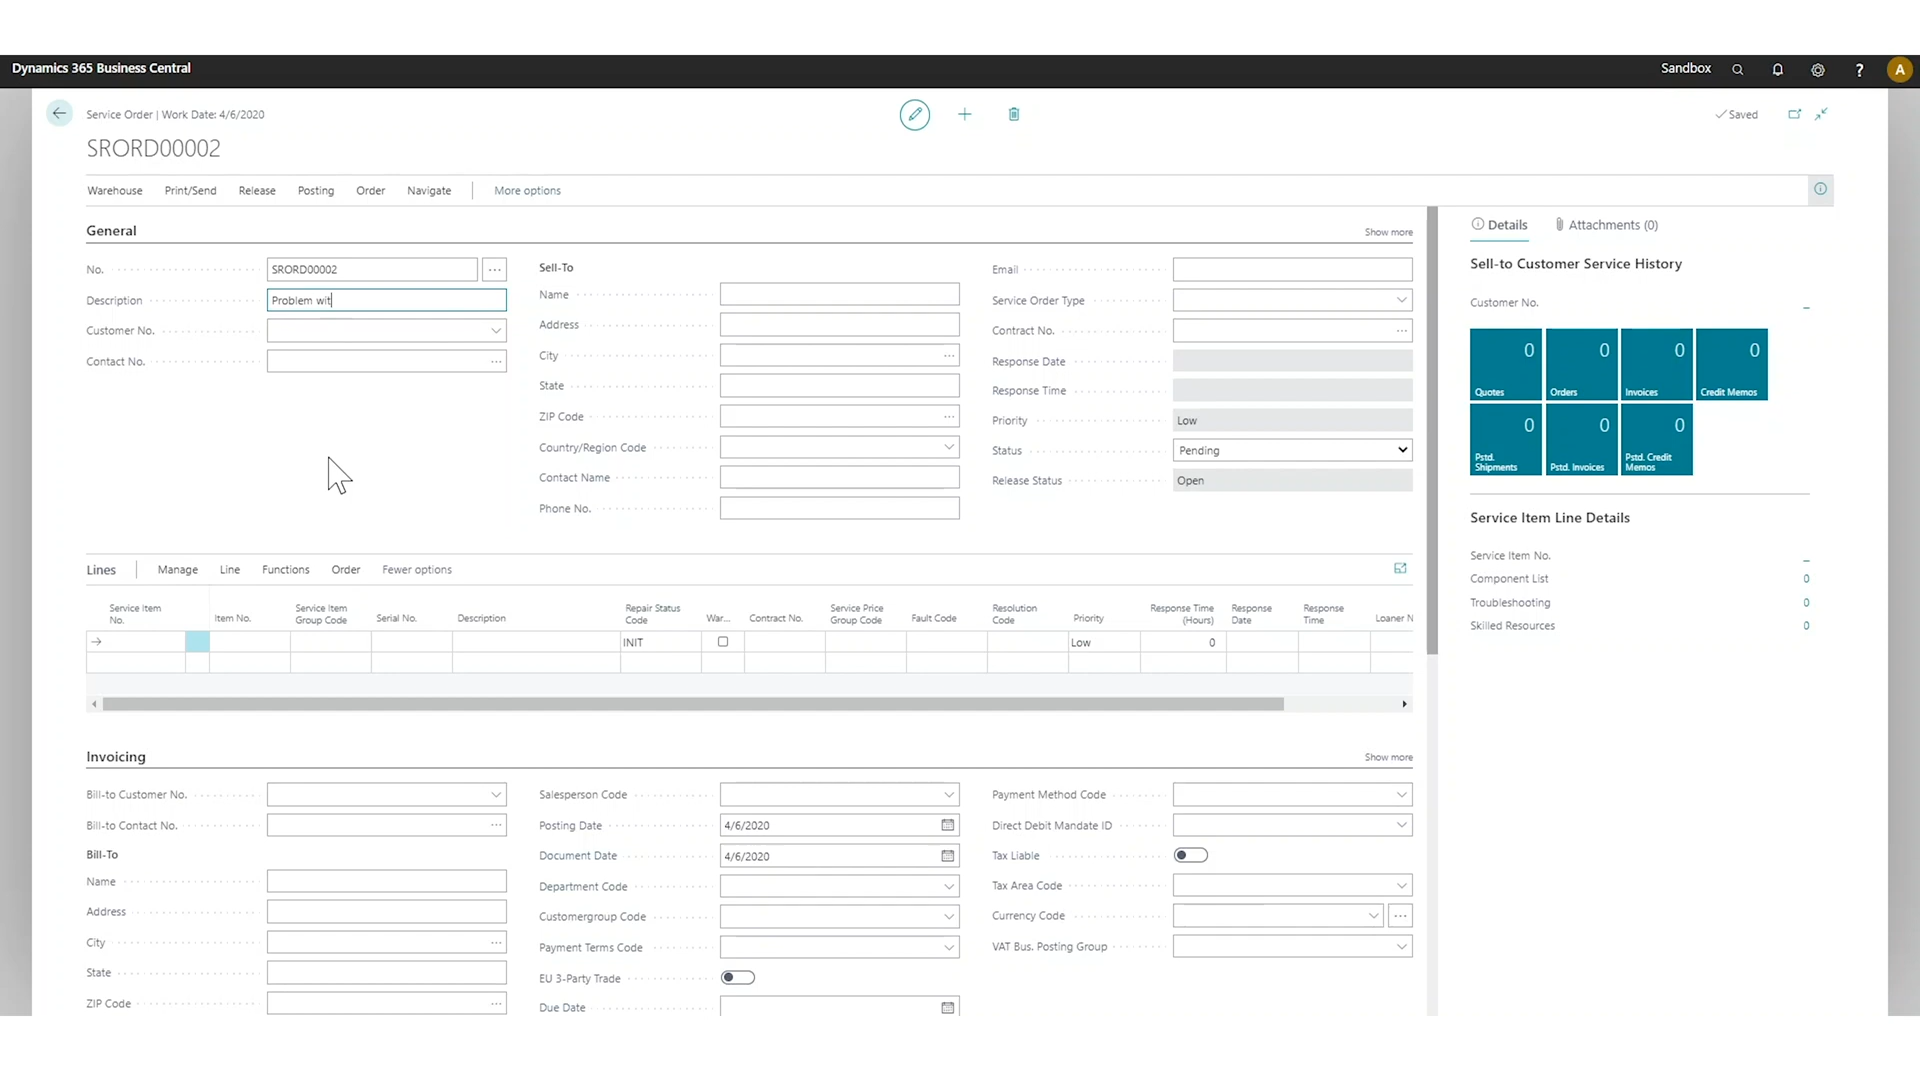 Dynamics 365 Business Central
Sandbox
?
A
Service Order | Work Date: 4/6/2020
Saved
SRORD00002
Warehouse Print/Send Release Posting Order Navigate More options
General
Show more
No.
SRORD00002
Description
Problem wit
Customer No.
Contact No.
Sell-To
Name
Address
City
State
ZIP Code
Country/Region Code
Contact Name
Phone No.
Email
Service Order Type
Contract No.
Response Date
Response Time
Priority
Low
Status
Pending
Release Status
Open
Lines Manage Line Functions Order Fewer options
Service Item No.
Item No.
Service Item Group Code
Serial No.
Description
Repair Status Code
War...
Contract No.
Service Price Group Code
Fault Code
Resolution Code
Priority
Response Time (Hours)
Response Date
Response Time
Loaner N
INIT
Low
0
Invoicing
Show more
Bill-to Customer No.
Bill-to Contact No.
Bill-To
Name
Address
City
State
ZIP Code
Salesperson Code
Posting Date
4/6/2020
Document Date
4/6/2020
Department Code
Customergroup Code
Payment Terms Code
EU 3-Party Trade
Due Date
Payment Method Code
Direct Debit Mandate ID
Tax Liable
Tax Area Code
Currency Code
VAT Bus. Posting Group
Details
Attachments (0)
Sell-to Customer Service History
Customer No.
_
0
Quotes
0
Orders
0
Invoices
0
Credit Memos
0
Pstd. Shipments
0
Pstd. Invoices
0
Pstd. Credit Memos
Service Item Line Details
Service Item No.
_
Component List
0
Troubleshooting
0
Skilled Resources
0